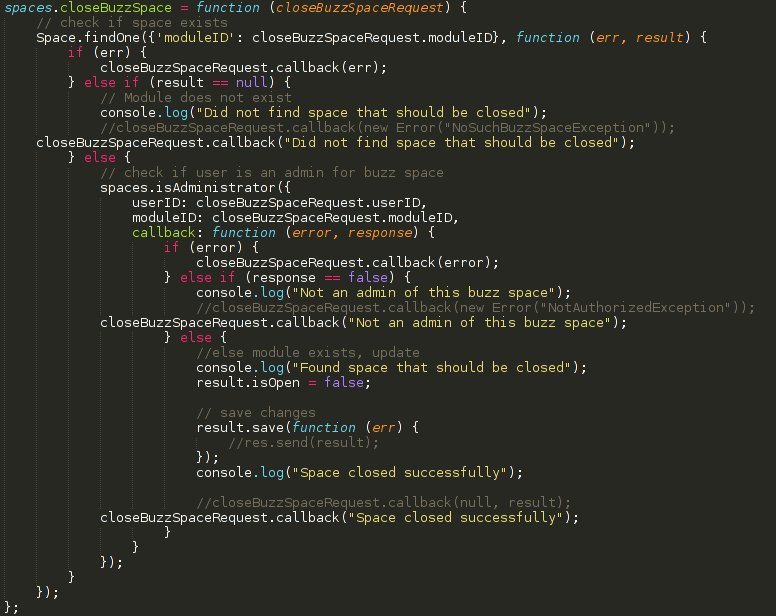 spaces.closeBuzzSpace = function (closeBuzzSpaceRequest) {
    // check if space exists
    Space.findOne({'moduleID': closeBuzzSpaceRequest.moduleID}, function (err, result) {
        if (err) {
            closeBuzzSpaceRequest.callback(err);
        } else if (result == null) {
            // Module does not exist
            console.log("Did not find space that should be closed");
            //closeBuzzSpaceRequest.callback(new Error("NoSuchBuzzSpaceException"));
    closeBuzzSpaceRequest.callback("Did not find space that should be closed");
        } else {
            // check if user is an admin for buzz space
            spaces.isAdministrator({
                userID: closeBuzzSpaceRequest.userID,
                moduleID: closeBuzzSpaceRequest.moduleID,
                callback: function (error, response) {
                    if (error) {
                        closeBuzzSpaceRequest.callback(error);
                    } else if (response == false) {
                        console.log("Not an admin of this buzz space");
                        //closeBuzzSpaceRequest.callback(new Error("NotAuthorizedException"));
            closeBuzzSpaceRequest.callback("Not an admin of this buzz space");
                    } else {
                        //else module exists, update
                        console.log("Found space that should be closed");
                        result.isOpen = false;

                        // save changes
                        result.save(function (err) {
                            //res.send(result);
                        });
                        console.log("Space closed successfully");

                        //closeBuzzSpaceRequest.callback(null, result);
            closeBuzzSpaceRequest.callback("Space closed successfully");
                    }
                }
            });
        }
    });
};